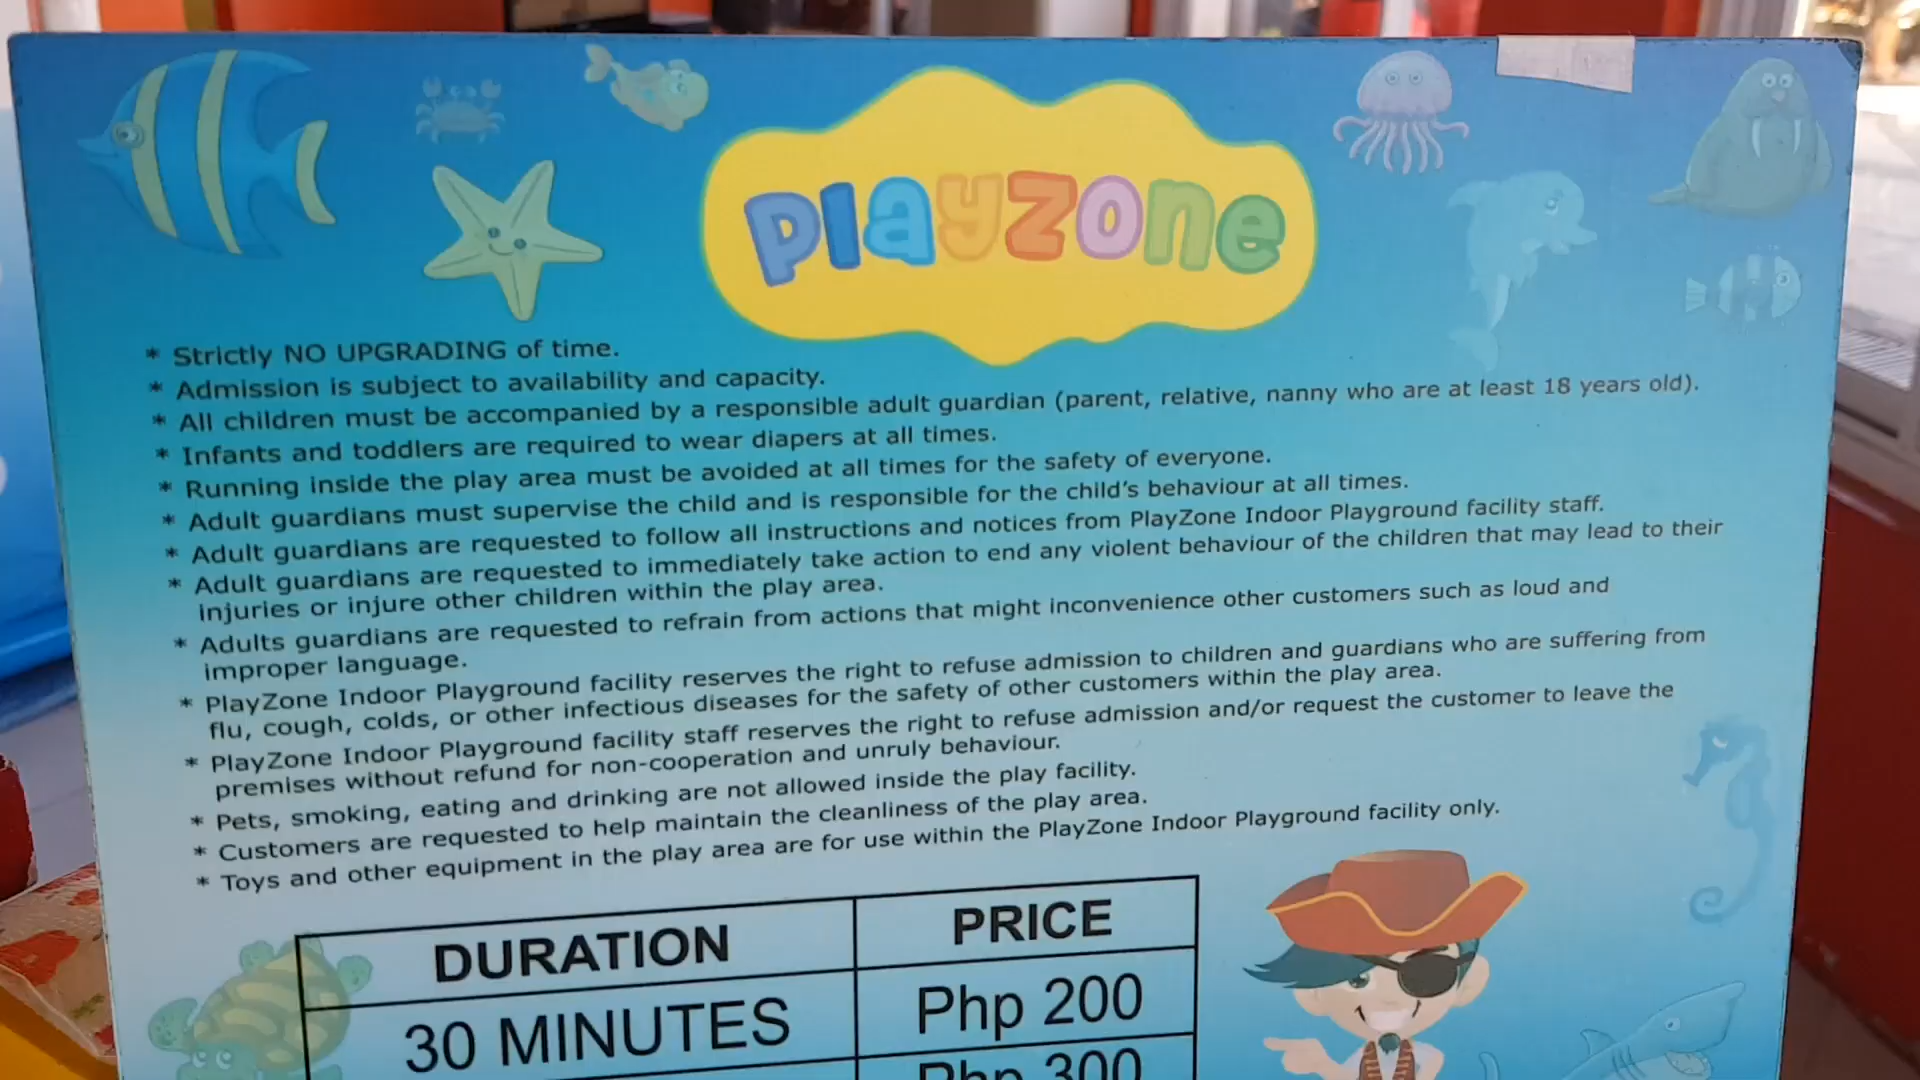 playzone
* Strictly NO UPGRADING of time.
* Admission is subject to availability and capacity.
* All children must be accompanied by a responsible adult guardian (parent, relative, nanny who are at least 18 years old).
* Infants and toddlers are required to wear diapers at all times.
* Running inside the play area must be avoided at all times for the safety of everyone.
* Adult guardians must supervise the child and is responsible for the child's behaviour at all times.
* Adult guardians are requested to follow all instructions and notices from PlayZone Indoor Playground facility staff.
* Adult guardians are requested to immediately take action to end any violent behaviour of the children that may lead to their
injuries or injure other children within the play area.
* Adults guardians are requested to refrain from actions that might inconvenience other customers such as loud and
improper language.
* PlayZone Indoor Playground facility reserves the right to refuse admission to children and guardians who are suffering from
flu, cough, colds, or other infectious diseases for the safety of other customers within the play area.
* PlayZone Indoor Playground facility staff reserves the right to refuse admission and/or request the customer to leave the
premises without refund for non-cooperation and unruly behaviour.
* Pets, smoking, eating and drinking are not allowed inside the play facility.
* Customers are requested to help maintain the cleanliness of the play area.
* Toys and other equipment in the play area are for use within the PlayZone Indoor Playground facility only.
DURATION PRICE
30 MINUTES Php 200
Php 300